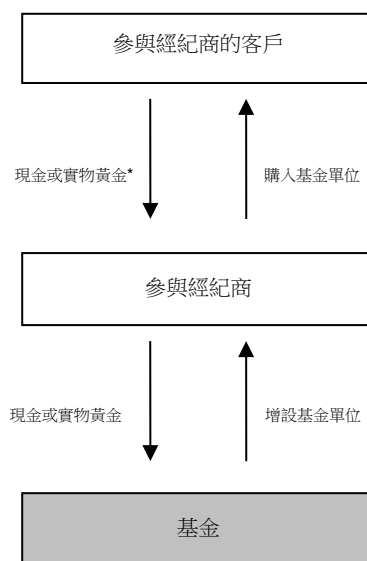 參與經紀商的客戶
現金或實物黃金*
購入基金單位
參與經紀商
現金或實物黃金
增設基金單位
基金